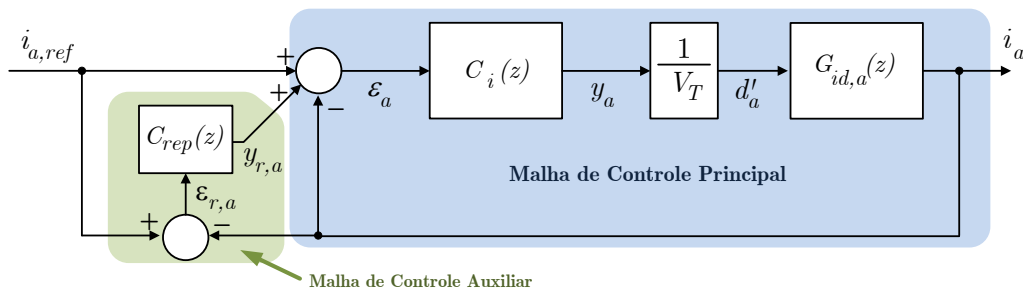 i_{a,ref}
+
+
−
ε_a
C_i(z)
y_a
1
V_T
d'_a
G_{id,a}(z)
i_a
C_{rep}(z)
y_{r,a}
ε_{r,a}
+
−
Malha de Controle Principal
Malha de Controle Auxiliar